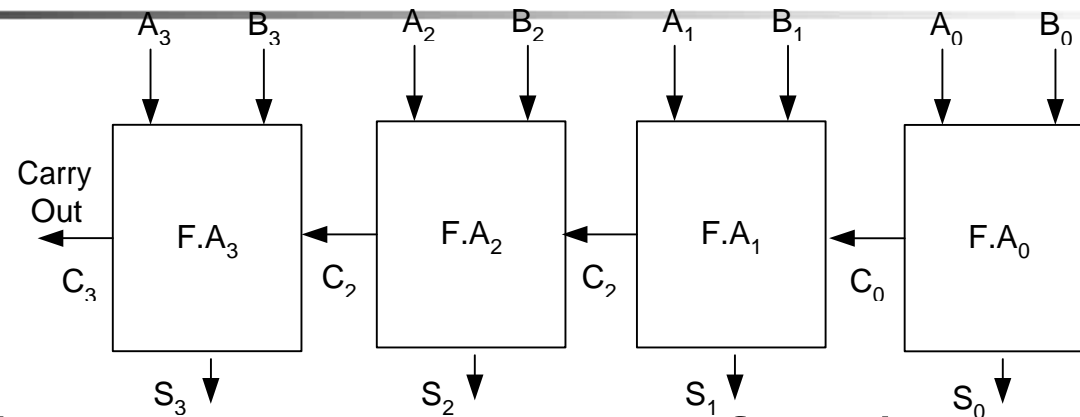 A₃ B₃ A₂ B₂ A₁ B₁ A₀ B₀
Carry
Out
F.A₃ F.A₂ F.A₁ F.A₀
C₃ C₂ C₂ C₀
S₃ S₂ S₁ S₀